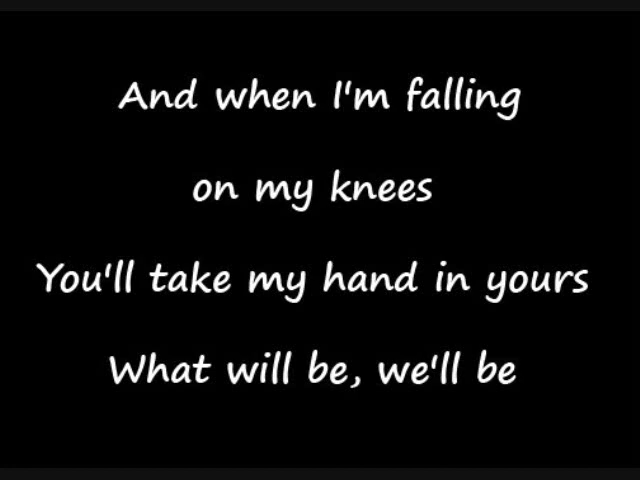 And when I'm falling
on my knees
You'll take my hand in yours
What will be, we'll be